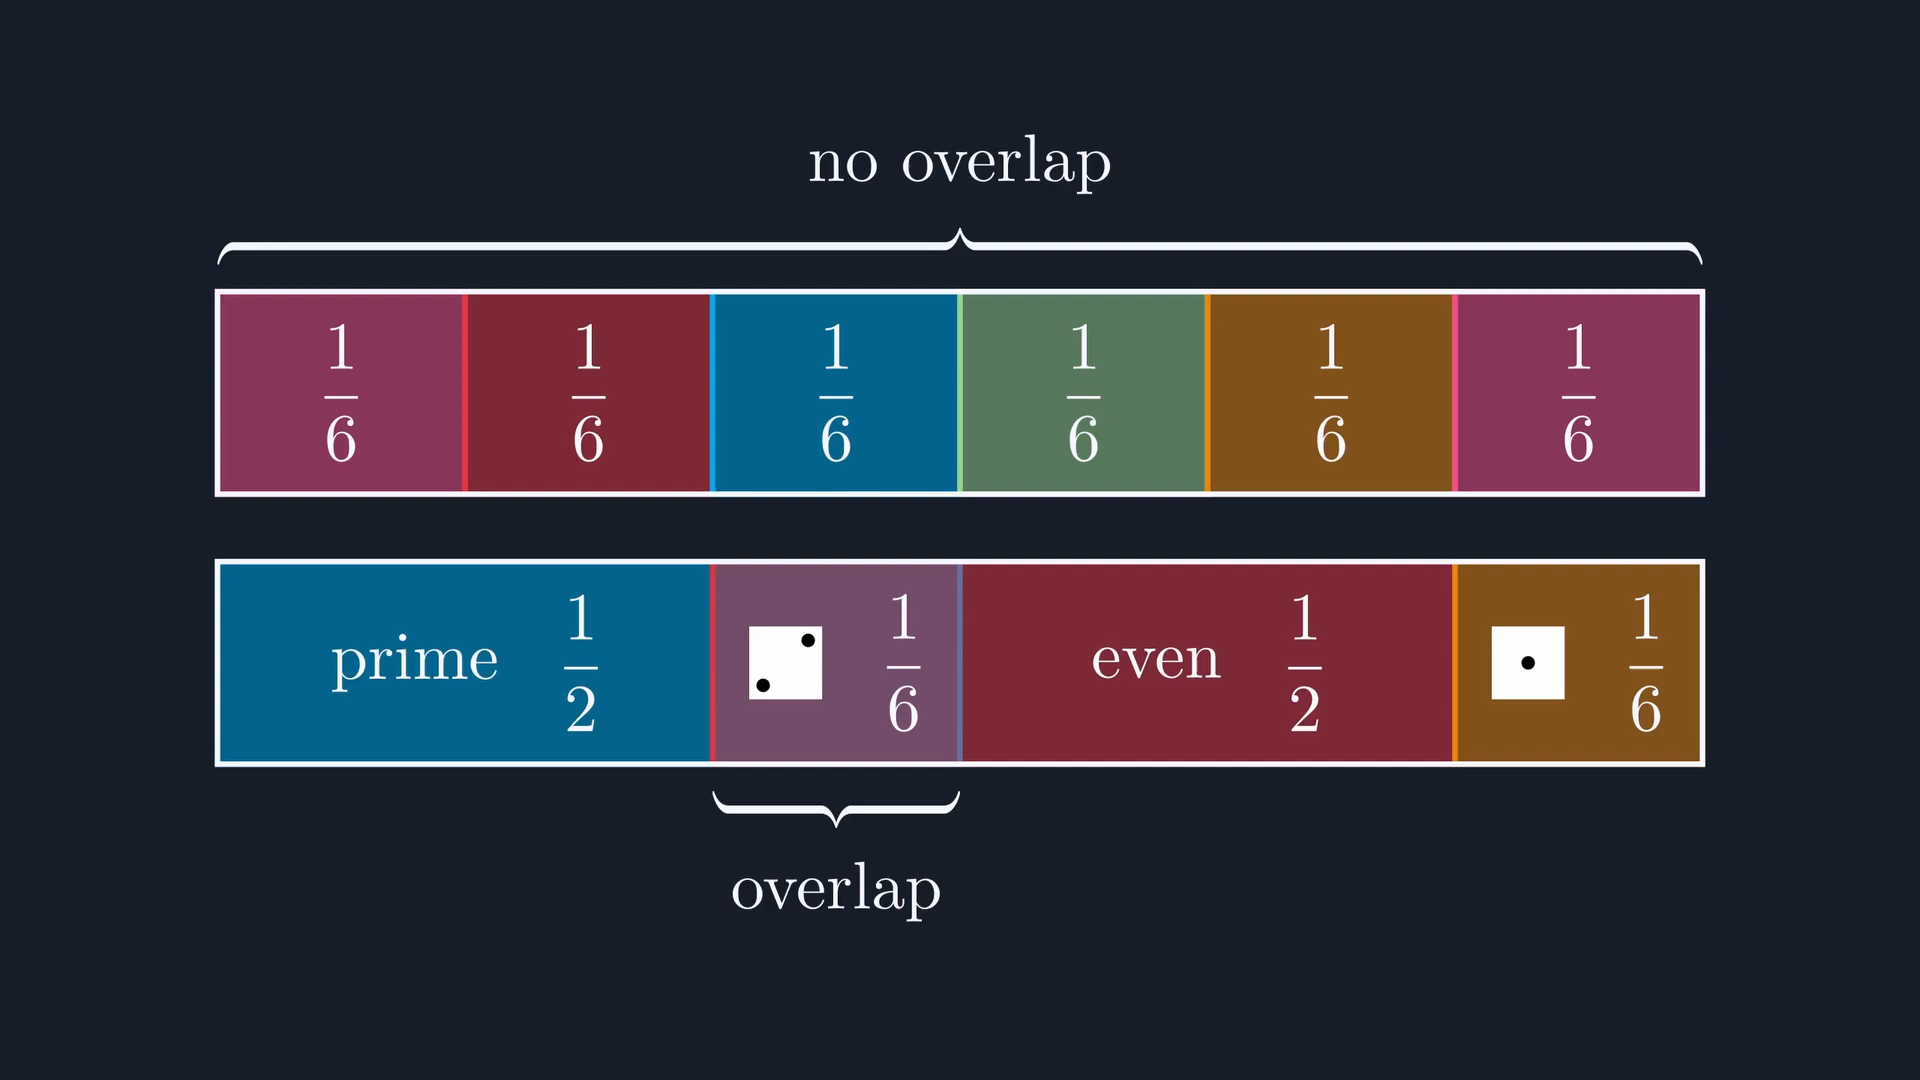 no overlap
1/6 1/6 1/6 1/6 1/6 1/6
prime 1/2 1/6 even 1/2 1/6
overlap